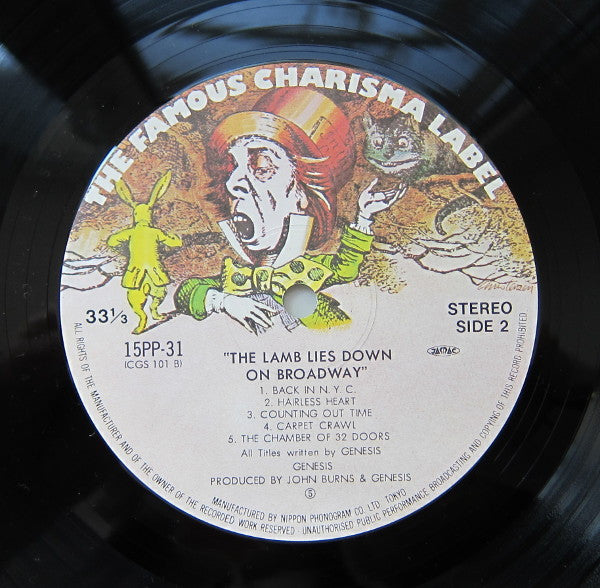 THE FAMOUS CHARISMA LABEL
33 1/3
STEREO
SIDE 2
15PP-31
(CGS 101 B)
"THE LAMB LIES DOWN
ON BROADWAY"
1. BACK IN N. Y. C.
2. HAIRLESS HEART
3. COUNTING OUT TIME
4. CARPET CRAWL
5. THE CHAMBER OF 32 DOORS
All Titles written by GENESIS
GENESIS
PRODUCED BY JOHN BURNS & GENESIS
S
ALL RIGHTS OF THE MANUFACTURER AND OF THE OWNER OF THE RECORDED WORK RESERVED · UNAUTHORISED PUBLIC PERFORMANCE BROADCASTING AND COPYING OF THIS RECORD PROHIBITED.
MANUFACTURED BY NIPPON PHONOGRAM CO. LTD. TOKYO